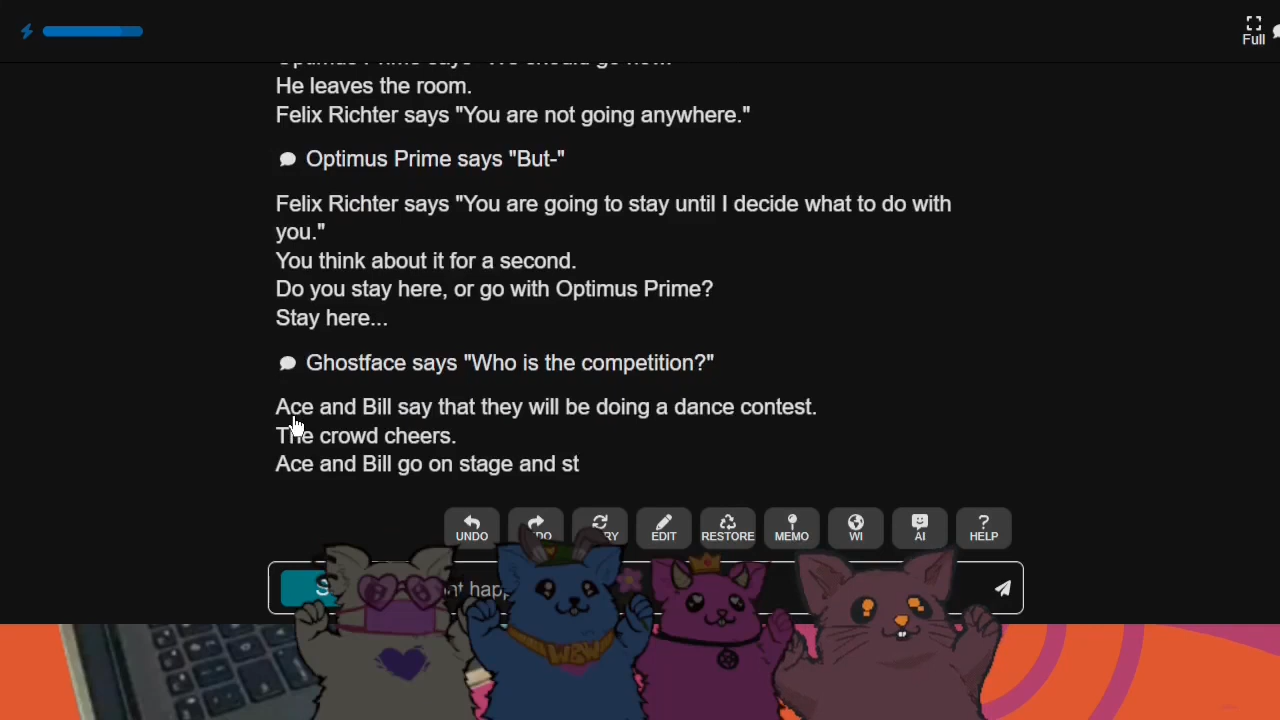 Full
He leaves the room.
Felix Richter says "You are not going anywhere."
Optimus Prime says "But-"
Felix Richter says "You are going to stay until I decide what to do with
you."
You think about it for a second.
Do you stay here, or go with Optimus Prime?
Stay here...
Ghostface says "Who is the competition?"
Ace and Bill say that they will be doing a dance contest.
The crowd cheers.
Ace and Bill go on stage and st
UNDO
EDIT
RESTORE
MEMO
WI
AI
HELP
WBW